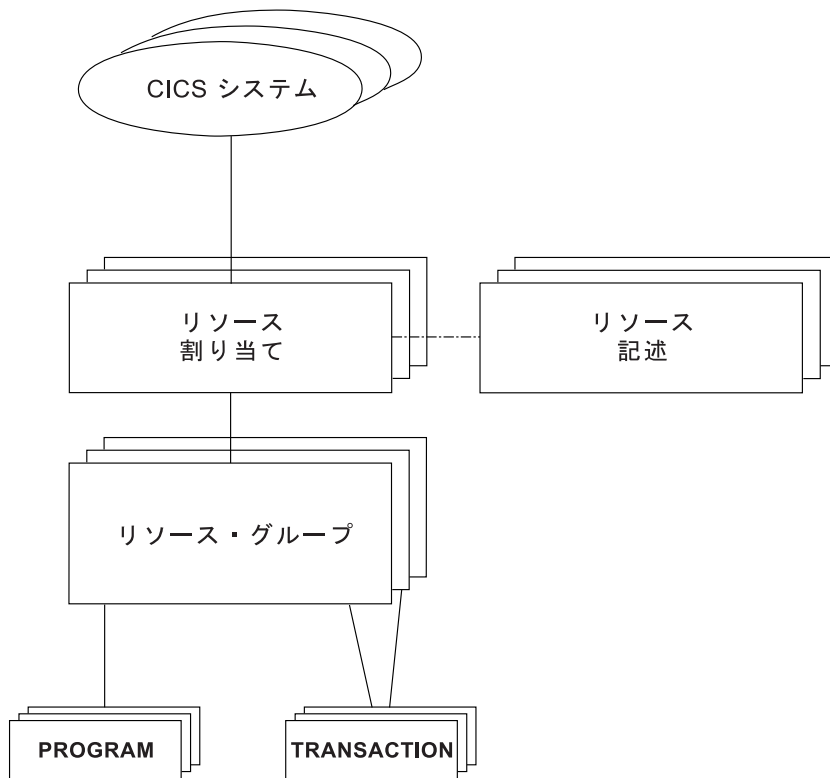 CICS システム
リソース
割り当て
リソース
記述
リソース・グループ
PROGRAM
TRANSACTION